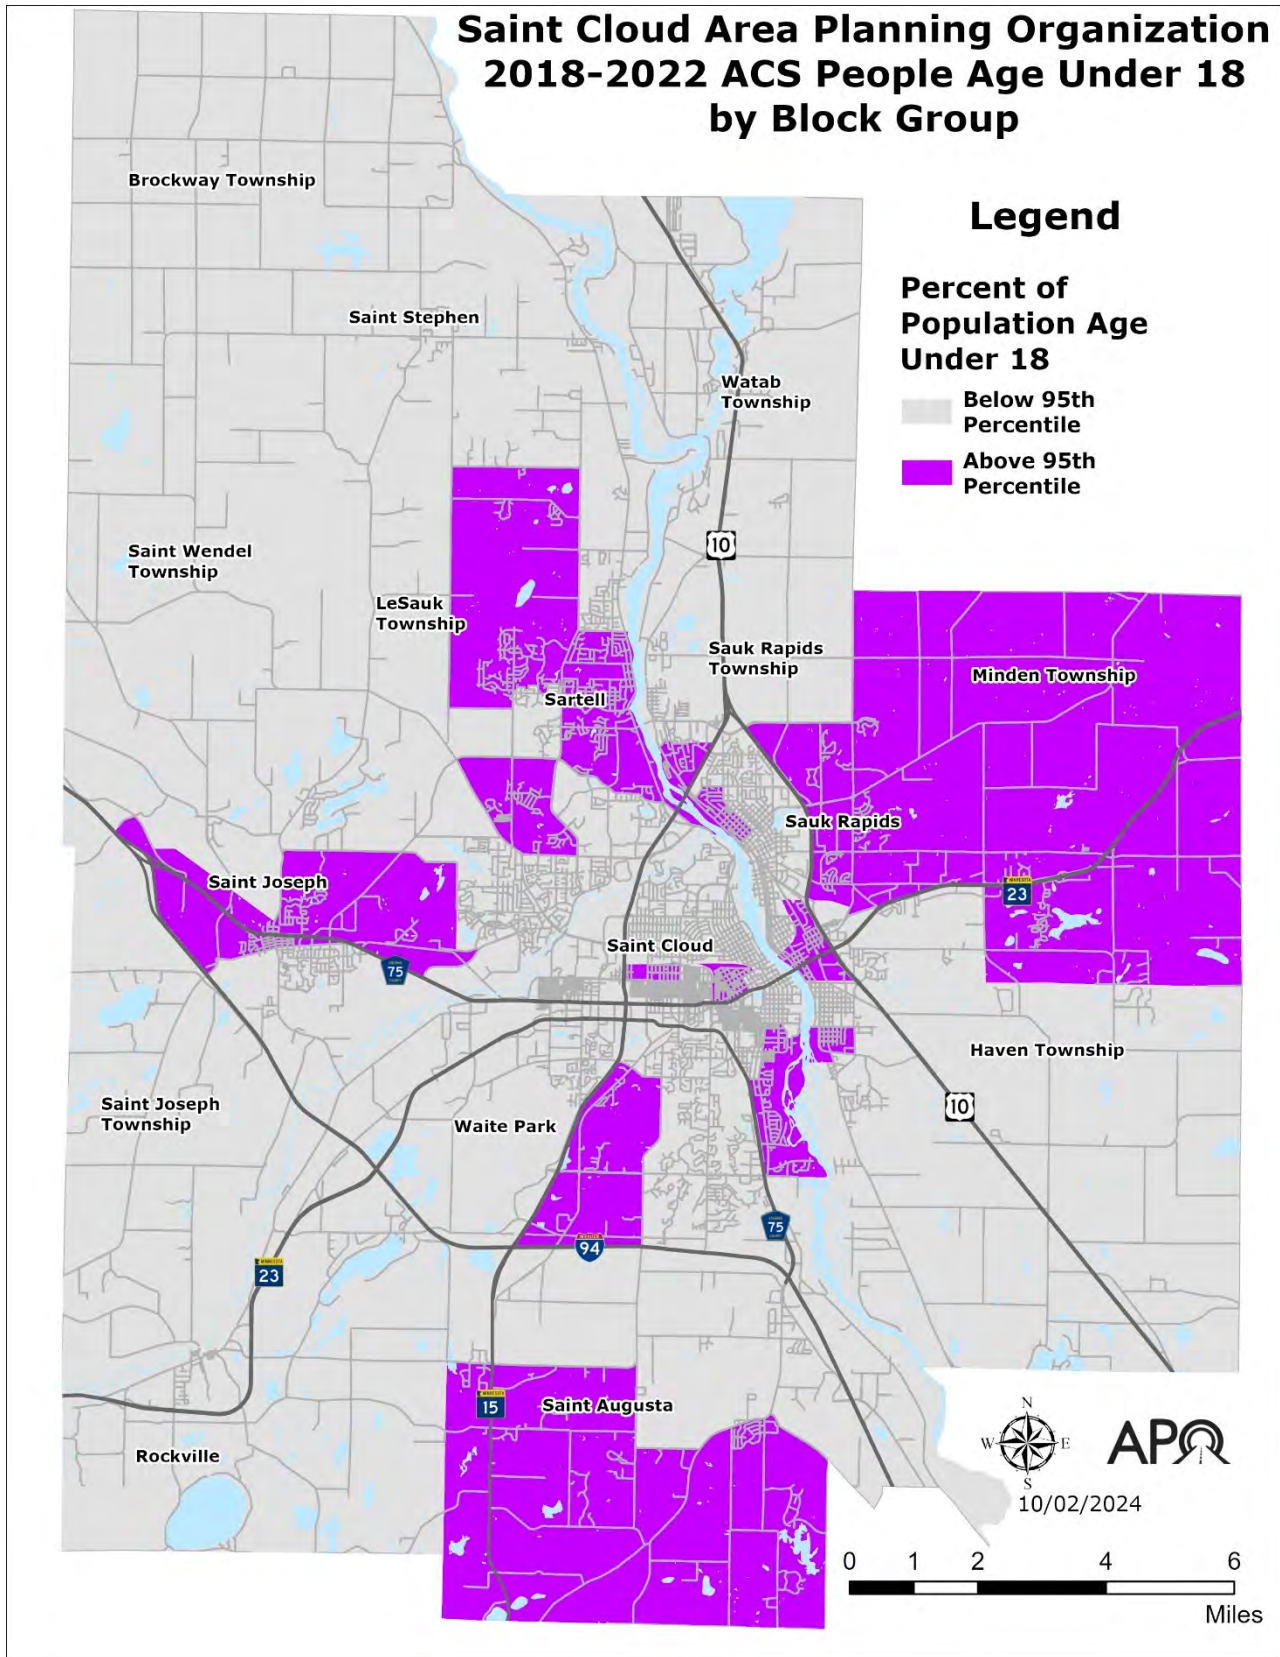 Saint Cloud Area Planning Organization
2018-2022 ACS People Age Under 18
by Block Group
Legend
Percent of
Population Age
Under 18
Below 95th
Percentile
Above 95th
Percentile
Brockway Township
Saint Stephen
Watab
Township
Saint Wendel
Township
LeSauk
Township
10
Sauk Rapids
Township
Minden Township
Sartell
Sauk Rapids
Saint Joseph
MINNESOTA
23
Saint Cloud
75
Haven Township
Saint Joseph
Township
10
Waite Park
75
94
MINNESOTA
23
MINNESOTA
15
Saint Augusta
Rockville
N
W
E
S
APO
10/02/2024
0 1 2 4 6
Miles